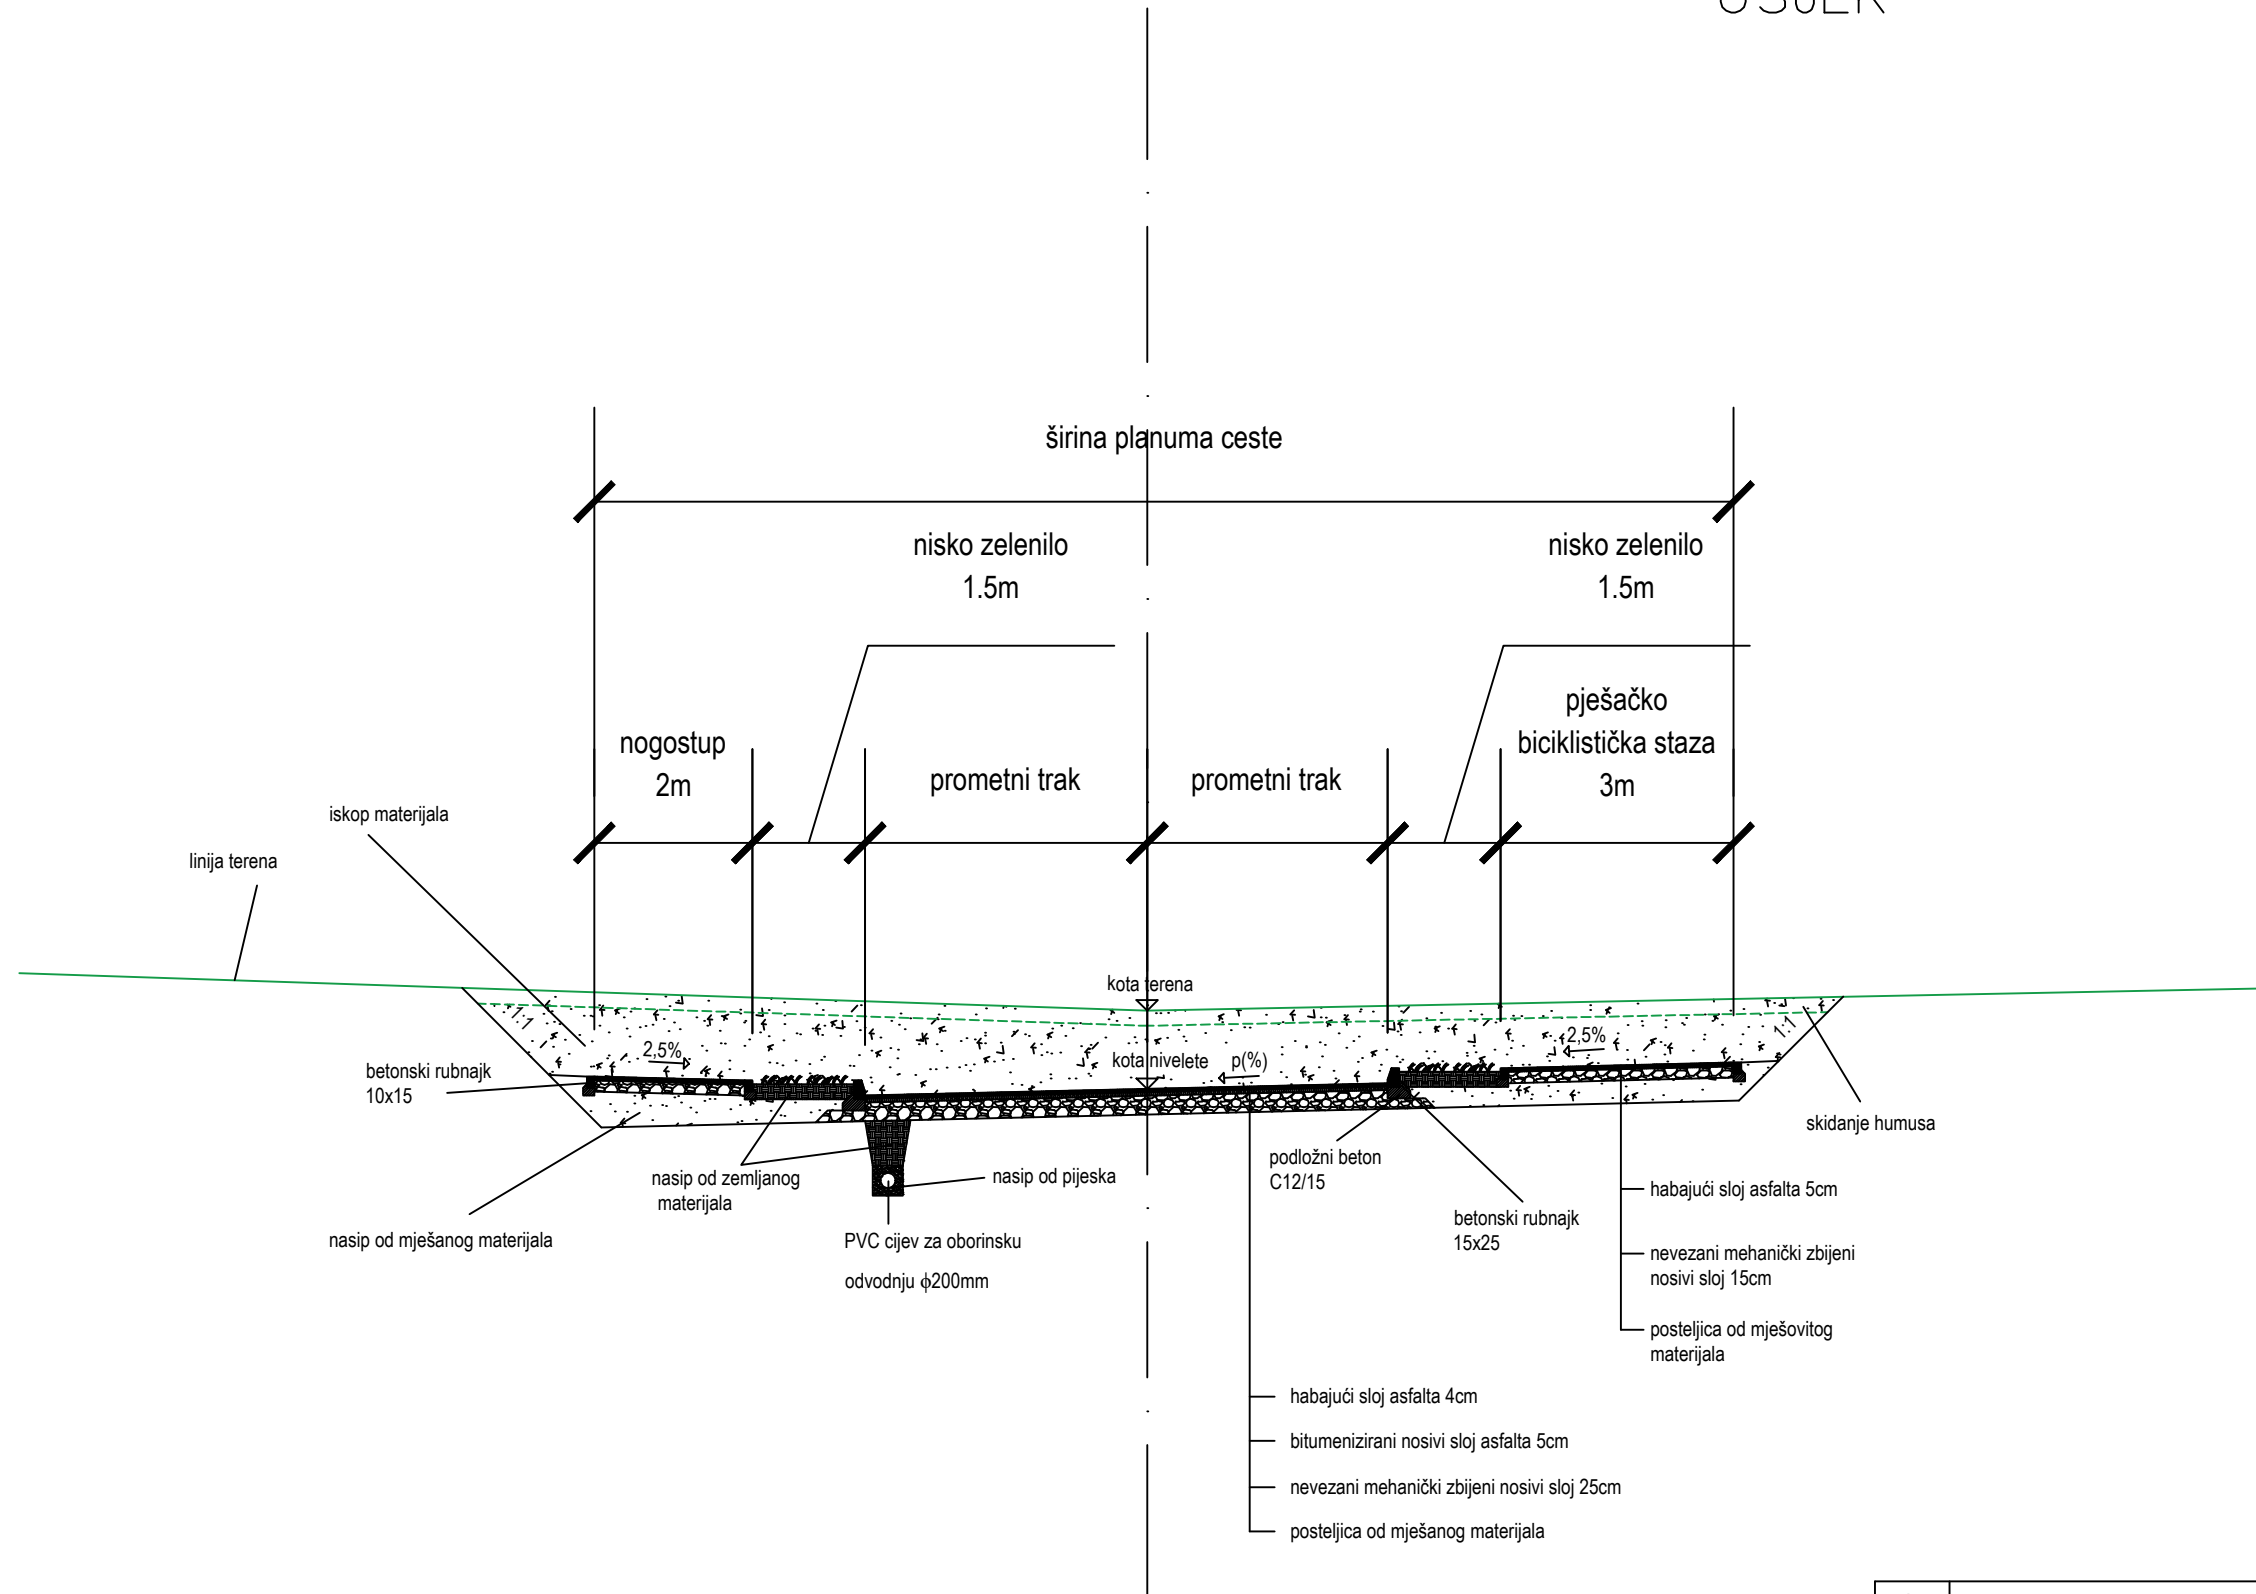 USJEK
širina planuma ceste
nisko zelenilo
1.5m
nisko zelenilo
1.5m
nogostup
2m
prometni trak
prometni trak
pješačko
biciklistička staza
3m
iskop materijala
linija terena
kota terena
1:1
1:1
2,5%
2,5%
kota nivelete
p(%)
betonski rubnajk
10x15
skidanje humusa
nasip od zemljanog
materijala
nasip od pijeska
podložni beton
C12/15
habajući sloj asfalta 5cm
betonski rubnajk
15x25
nasip od mješanog materijala
PVC cijev za oborinsku
odvodnju ϕ200mm
nevezani mehanički zbijeni
nosivi sloj 15cm
posteljica od mješovitog
materijala
habajući sloj asfalta 4cm
bitumenizirani nosivi sloj asfalta 5cm
nevezani mehanički zbijeni nosivi sloj 25cm
posteljica od mješanog materijala